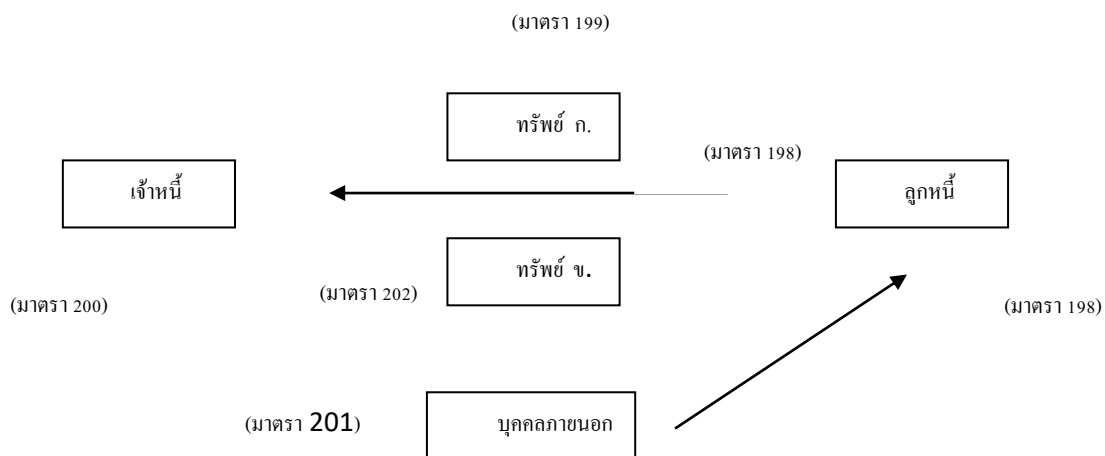 (มาตรา 199)
ทรัพย์ ก.
(มาตรา 198)
เจ้าหนี้
ลูกหนี้
ทรัพย์ ข.
(มาตรา 202)
(มาตรา 200)
(มาตรา 198)
(มาตรา 201)
บุคคลภายนอก